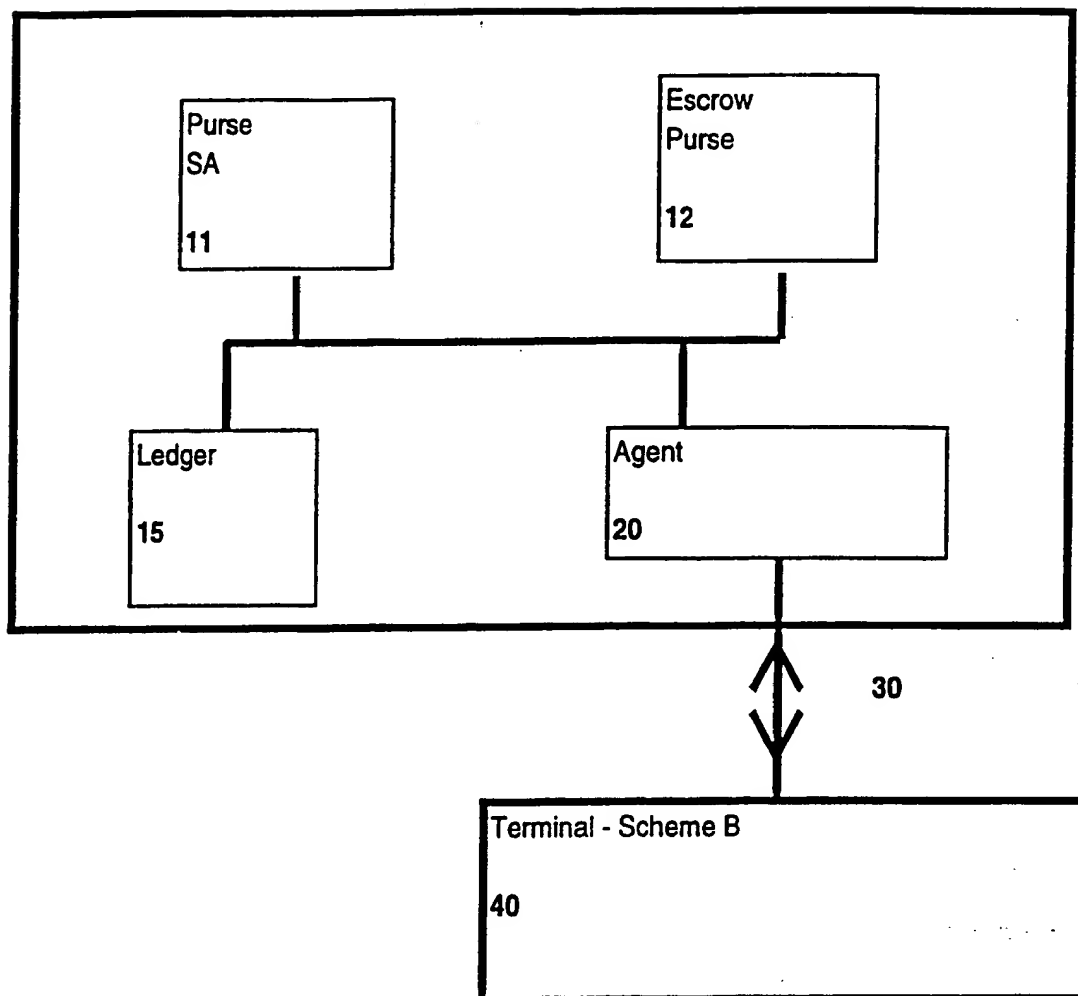 Purse
SA
11
Escrow
Purse
12
Ledger
15
Agent
20
30
Terminal - Scheme B
40